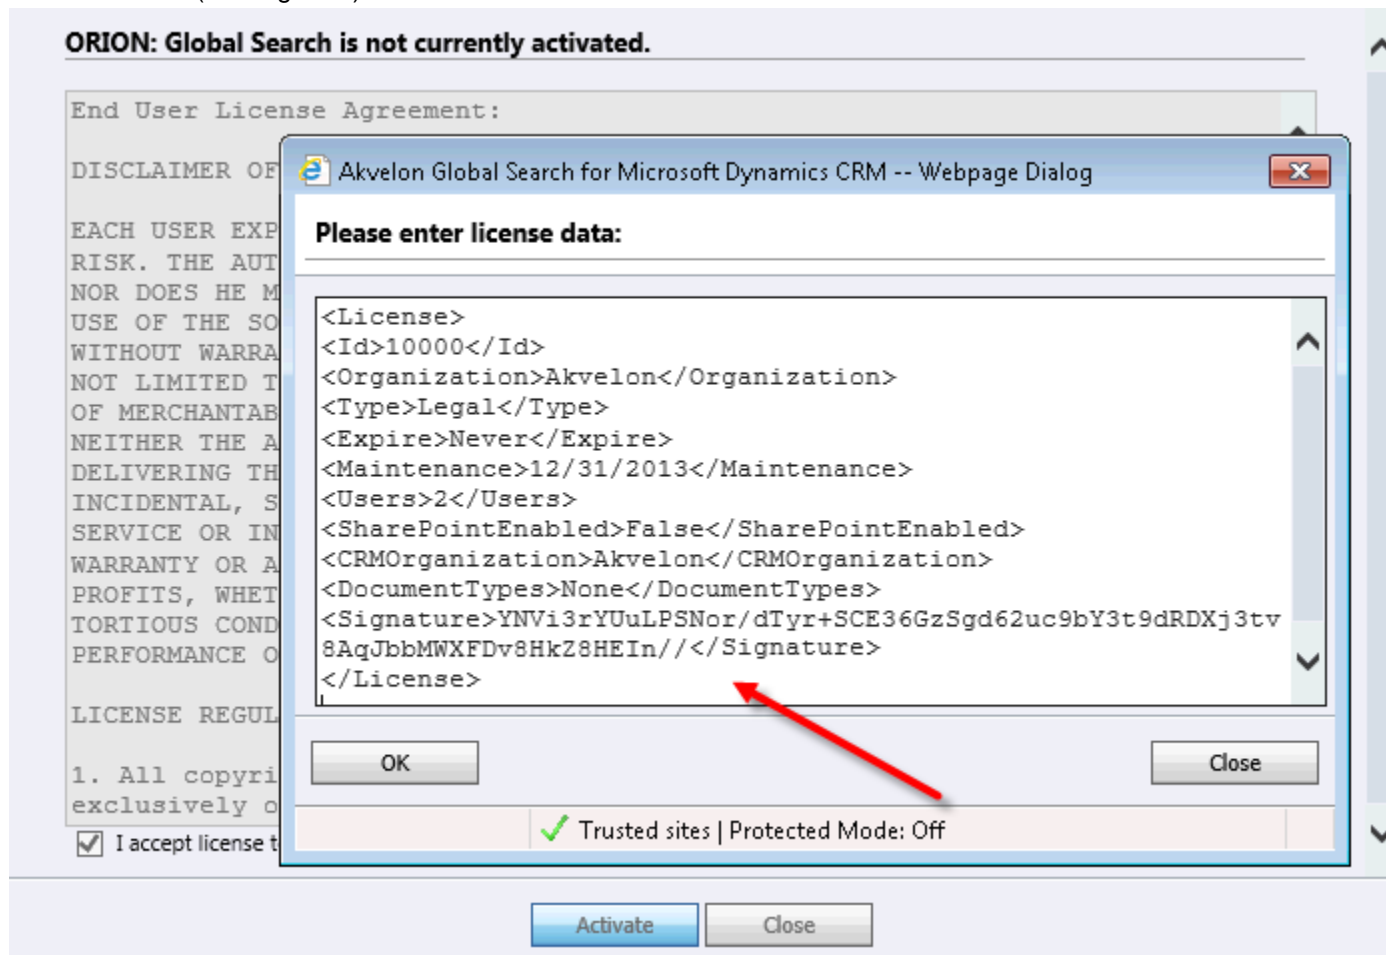 ORION: Global Search is not currently activated.
End User License Agreement:
DISCLAIMER OF
EACH USER EXP
RISK. THE AUT
NOR DOES HE M
USE OF THE SO
WITHOUT WARRA
NOT LIMITED T
OF MERCHANTAB
NEITHER THE A
DELIVERING TH
INCIDENTAL, S
SERVICE OR IN
WARRANTY OR A
PROFITS, WHET
TORTIOUS COND
PERFORMANCE O
LICENSE REGUL
1. All copyri
exclusively o
I accept license t
Akvelon Global Search for Microsoft Dynamics CRM -- Webpage Dialog
Please enter license data:
<License>
<Id>10000</Id>
<Organization>Akvelon</Organization>
<Type>Legal</Type>
<Expire>Never</Expire>
<Maintenance>12/31/2013</Maintenance>
<Users>2</Users>
<SharePointEnabled>False</SharePointEnabled>
<CRMOrganization>Akvelon</CRMOrganization>
<DocumentTypes>None</DocumentTypes>
<Signature>YNVi3rYUuLPSNor/dTyr+SCE36GzSgd62uc9bY3t9dRDXj3tv
8AqJbbMWXFDv8HkZ8HEIn//</Signature>
</License>
OK
Close
Trusted sites | Protected Mode: Off
Activate
Close